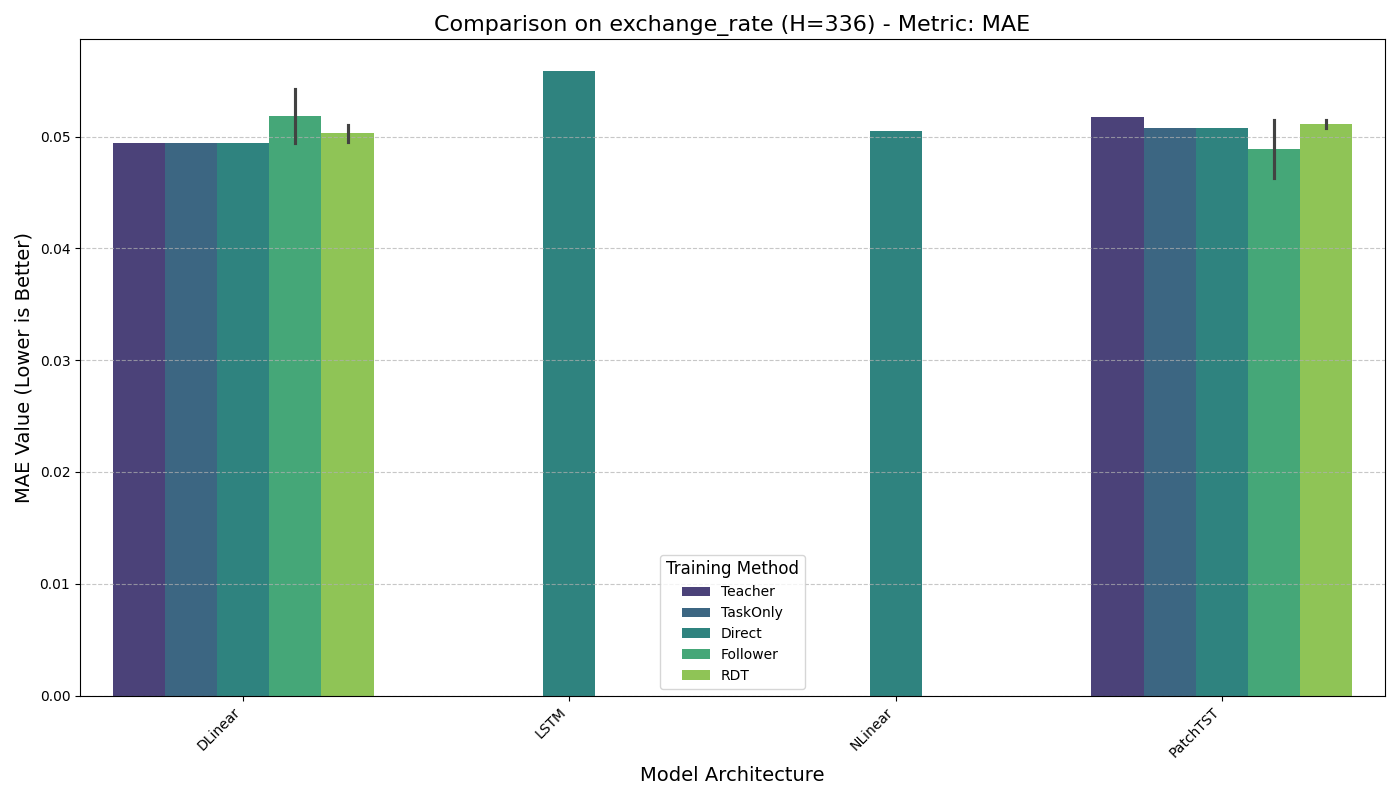 Comparison on exchange_rate (H=336) - Metric: MAE
MAE Value (Lower is Better)
0.05
0.04
0.03
0.02
0.01
0.00
Training Method
Teacher
TaskOnly
Direct
Follower
RDT
DLinear
LSTM
NLinear
PatchTST
Model Architecture